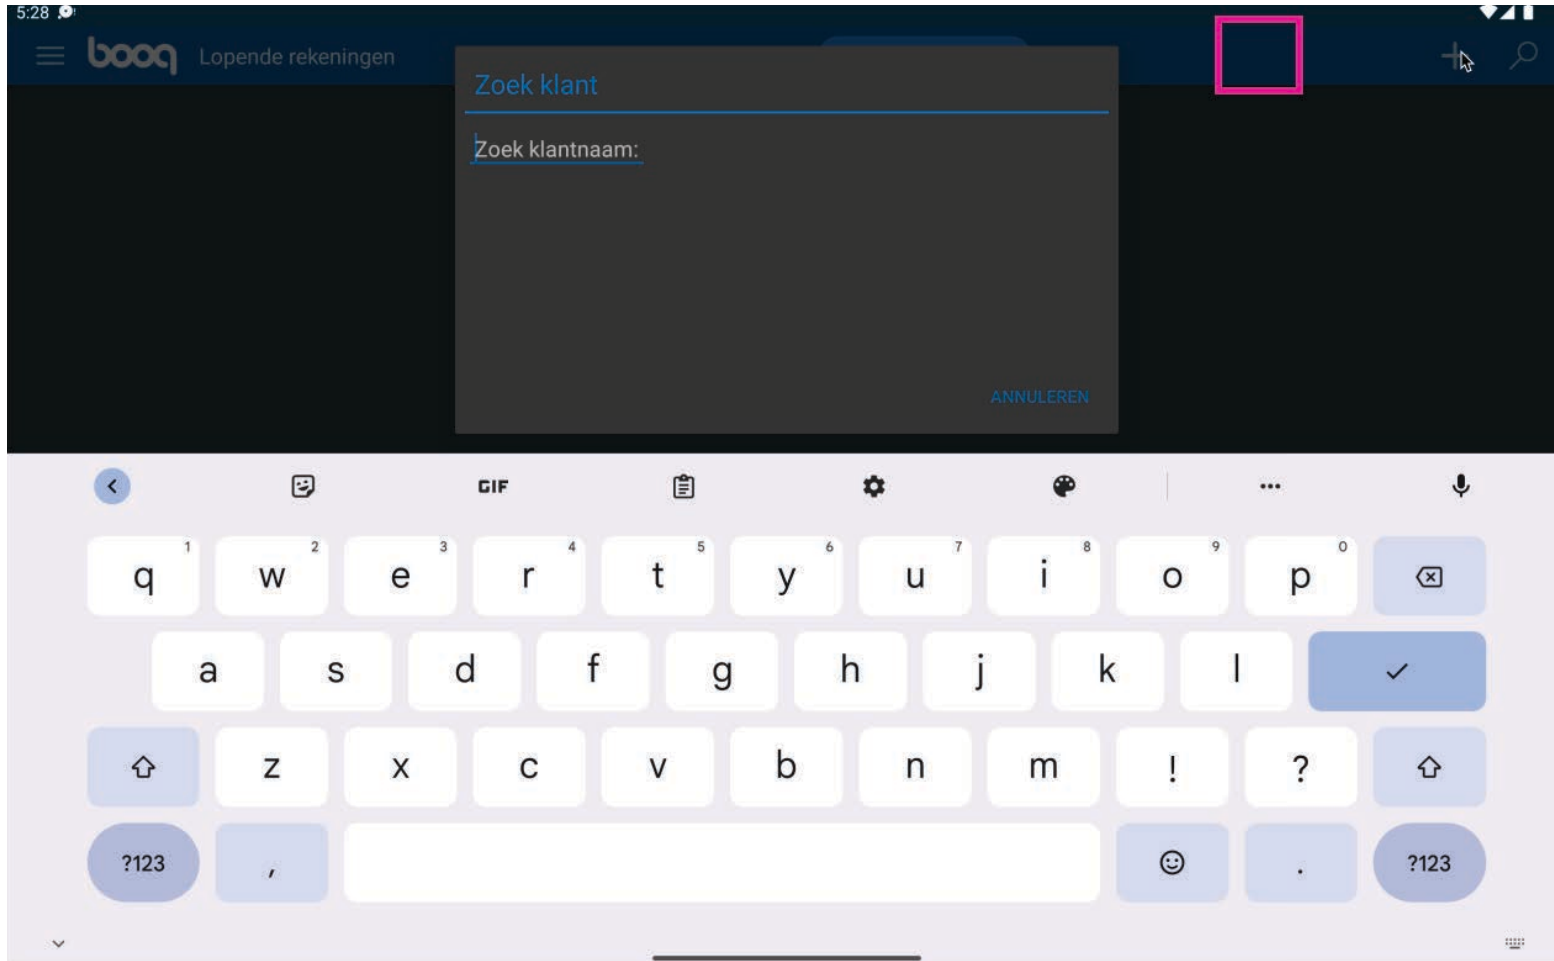 5:28
booq Lopende rekeningen
Zoek klant
Zoek klantnaam:
ANNULEREN
GIF
q 1 w 2 e 3 r 4 t 5 y 6 u 7 i 8 o 9 p 0
a s d f g h j k l
z x c v b n m ! ?
?123 , . ?123